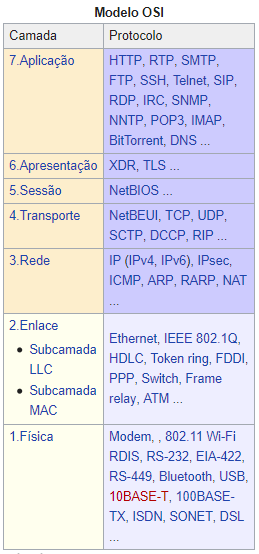 Modelo OSI
Camada Protocolo
7.Aplicação HTTP, RTP, SMTP,
FTP, SSH, Telnet, SIP,
RDP, IRC, SNMP,
NNTP, POP3, IMAP,
BitTorrent, DNS ...
6.Apresentação XDR, TLS ...
5.Sessão NetBIOS ...
4.Transporte NetBEUI, TCP, UDP,
SCTP, DCCP, RIP ...
3.Rede IP (IPv4, IPv6), IPsec,
ICMP, ARP, RARP, NAT
...
2.Enlace
Subcamada
LLC
Subcamada
MAC
Ethernet, IEEE 802.1Q,
HDLC, Token ring, FDDI,
PPP, Switch, Frame
relay, ATM ...
1.Física Modem, , 802.11 Wi-Fi
RDIS, RS-232, EIA-422,
RS-449, Bluetooth, USB,
10BASE-T, 100BASE-
TX, ISDN, SONET, DSL
...